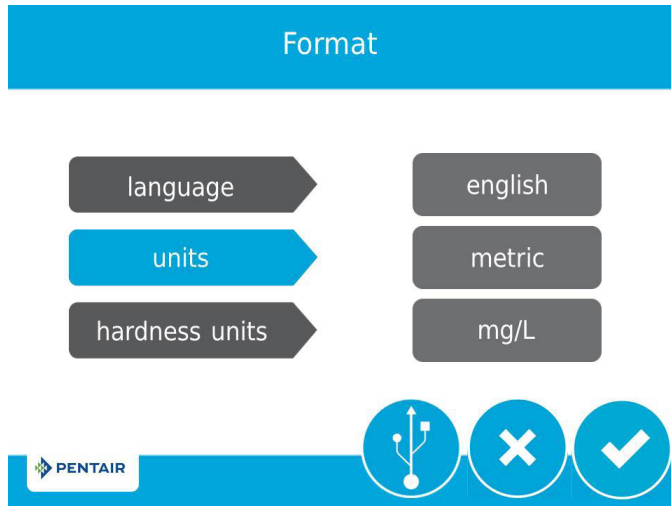 Format
language
english
units
metric
hardness units
mg/L
PENTAIR